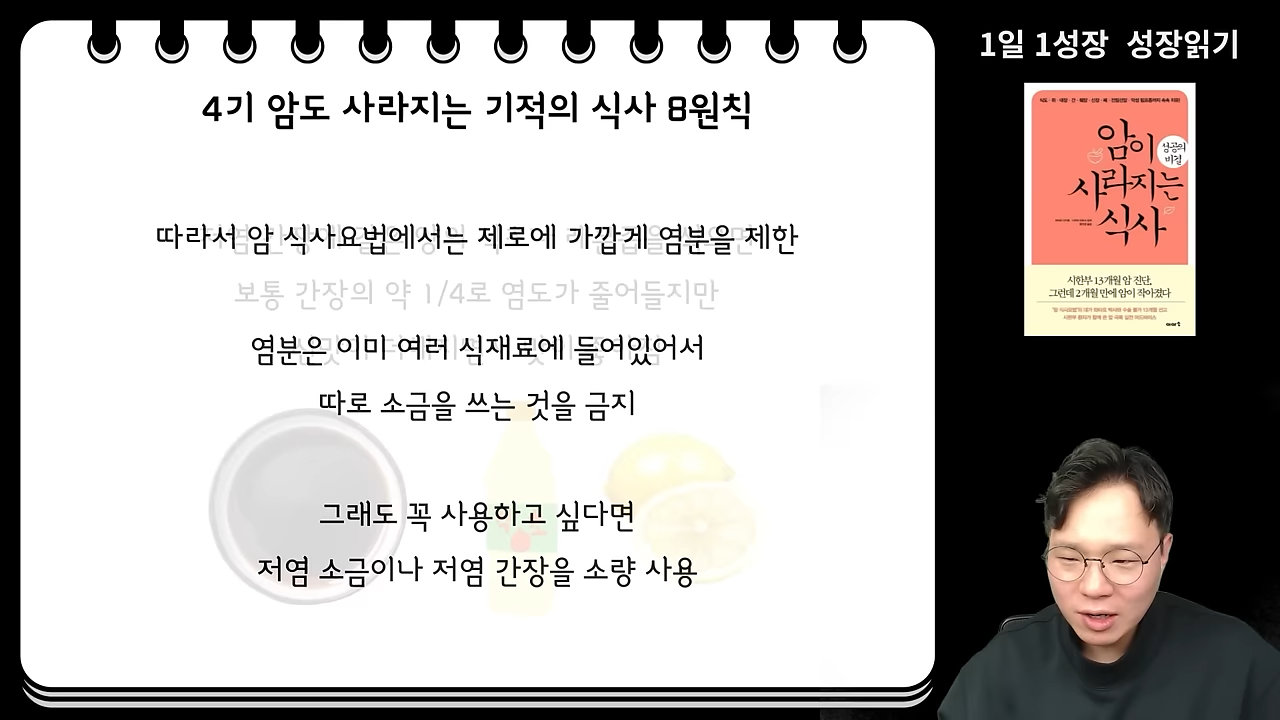 4기 암도 사라지는 기적의 식사 8원칙
따라서 암 식사요법에서는 제로에 가깝게 염분을 제한
보통 간장의 약 1/4로 염도가 줄어들지만
염분은 이미 여러 식재료에 들어있어서
따로 소금을 쓰는 것을 금지
그래도 꼭 사용하고 싶다면
저염 소금이나 저염 간장을 소량 사용
1일 1성장 성장읽기
암이
사라지는
식사
성공의
비결
시한부 13개월 암 진단,
그런데 2개월 만에 암이 작아졌다